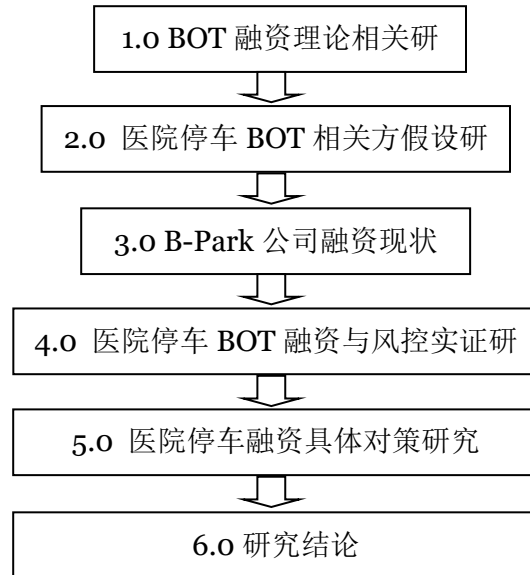 1.0 BOT 融资理论相关研
2.0 医院停车 BOT 相关方假设研
3.0 B-Park 公司融资现状
4.0 医院停车 BOT 融资与风控实证研
5.0 医院停车融资具体对策研究
6.0 研究结论